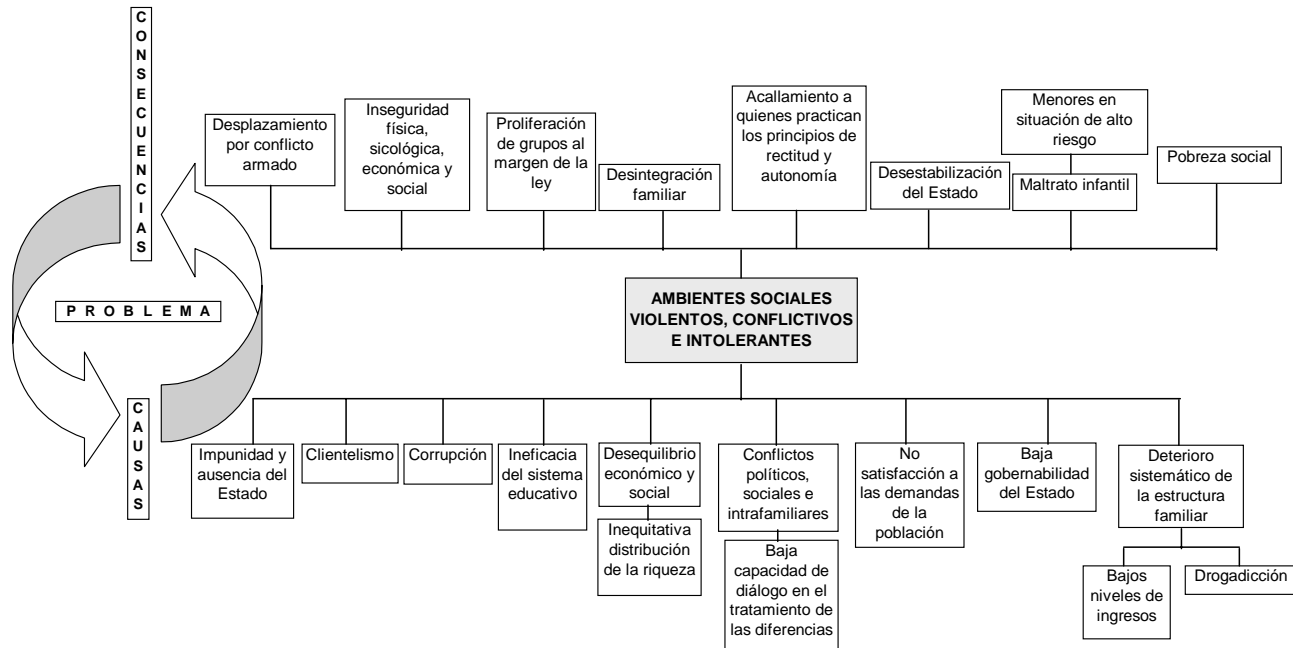 CONSECUENCIAS
Desplazamiento
por conflicto
armado
Inseguridad
física,
sicológica,
económica y
social
Proliferación
de grupos al
margen de la
ley
Desintegración
familiar
Acallamiento a
quienes practican
los principios de
rectitud y
autonomía
Desestabilización
del Estado
Menores en
situación de alto
riesgo
Maltrato infantil
Pobreza social
PROBLEMA
AMBIENTES SOCIALES
VIOLENTOS, CONFLICTIVOS
E INTOLERANTES
CAUSAS
Impunidad y
ausencia del
Estado
Clientelismo
Corrupción
Ineficacia
del sistema
educativo
Desequilibrio
económico y
social
Inequitativa
distribución
de la riqueza
Conflictos
políticos,
sociales e
intrafamiliares
Baja
capacidad de
diálogo en el
tratamiento de
las diferencias
No
satisfacción a
las demandas
de la
población
Baja
gobernabilidad
del Estado
Deterioro
sistemático de
la estructura
familiar
Bajos
niveles de
ingresos
Drogadicción